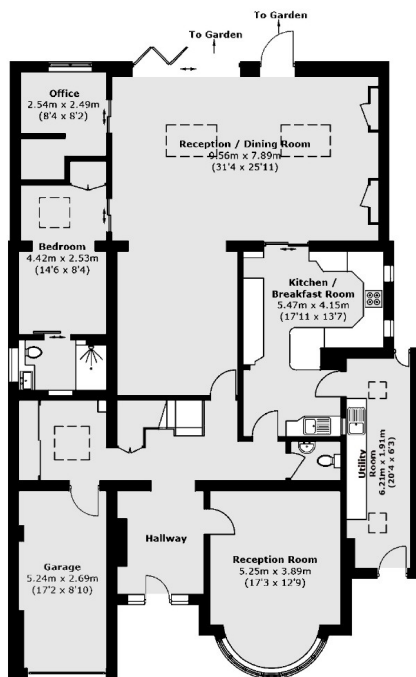 To Garden
To Garden
Office
2.54m x 2.49m
(8'4 x 8'2)
Reception / Dining Room
9.56m x 7.89m
(31'4 x 25'11)
Bedroom
4.42m x 2.53m
(14'6 x 8'4)
Kitchen /
Breakfast Room
5.47m x 4.15m
(17'11 x 13'7)
Utility
Room
6.21m x 1.91m
(20'4 x 6'3)
Garage
5.24m x 2.69m
(17'2 x 8'10)
Hallway
Reception Room
5.25m x 3.89m
(17'3 x 12'9)